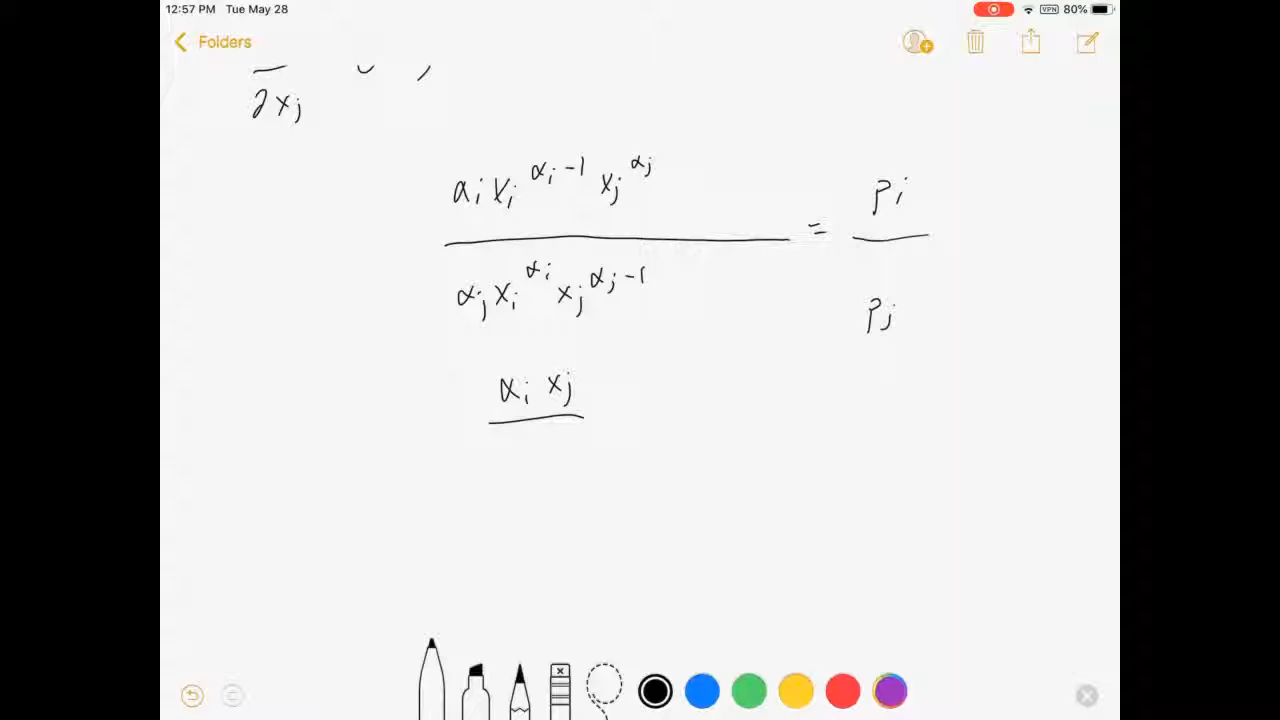 12:57 PM Tue May 28
VPN 80%
Folders
∂xⱼ
αᵢ xᵢ^(αᵢ−1) xⱼ^(αⱼ)
=
pᵢ
αⱼ xᵢ^(αᵢ) xⱼ^(αⱼ−1)
pⱼ
αᵢ xⱼ